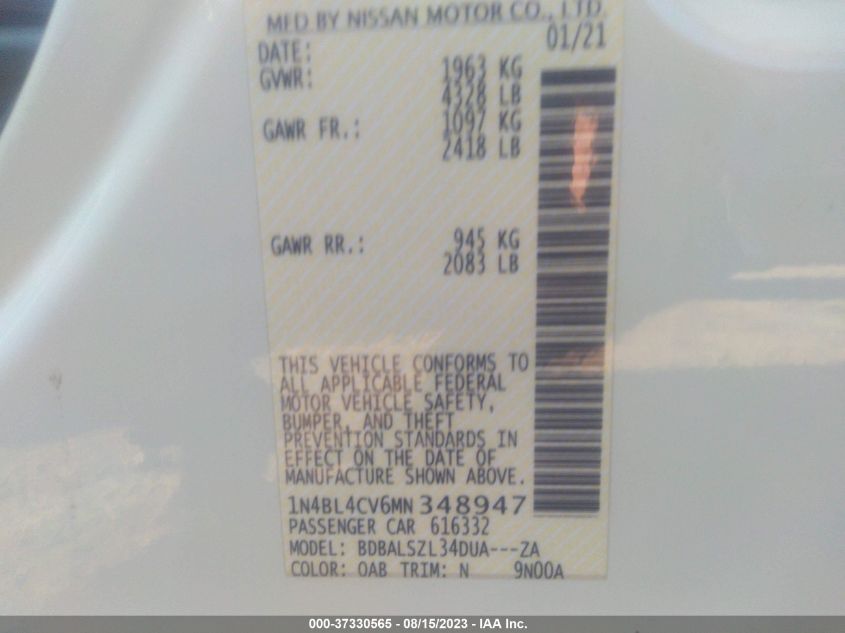 MFD BY NISSAN MOTOR CO., LTD.
DATE: 01/21
GVWR: 1963 KG
4328 LB
GAWR FR.: 1097 KG
2418 LB
GAWR RR.: 945 KG
2083 LB
THIS VEHICLE CONFORMS TO
ALL APPLICABLE FEDERAL
MOTOR VEHICLE SAFETY,
BUMPER, AND THEFT
PREVENTION STANDARDS IN
EFFECT ON THE DATE OF
MANUFACTURE SHOWN ABOVE.
1N4BL4CV6MN348947
PASSENGER CAR 616332
MODEL: BDBALSZL34DUA---ZA
COLOR: QAB TRIM: N 9N00A
000-37330565 - 08/15/2023 - IAA Inc.